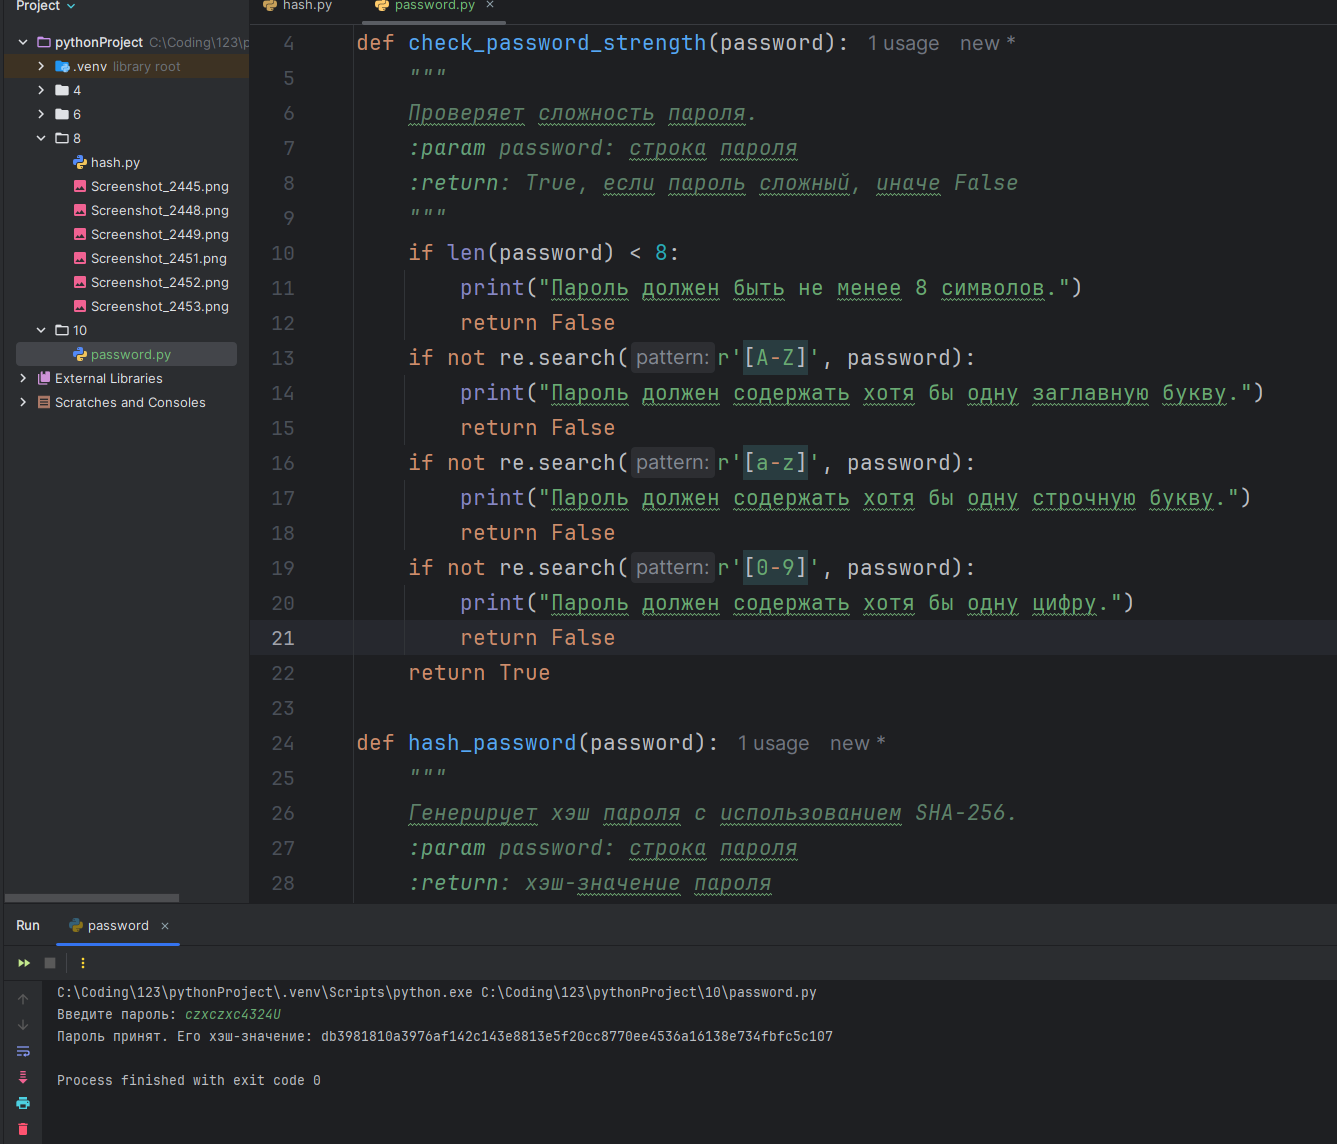 Project
pythonProject C:\Coding\123\p
.venv library root
4
6
8
hash.py
Screenshot_2445.png
Screenshot_2448.png
Screenshot_2449.png
Screenshot_2451.png
Screenshot_2452.png
Screenshot_2453.png
10
password.py
External Libraries
Scratches and Consoles
hash.py password.py
4 def check_password_strength(password): 1 usage new *
5 """
6 Проверяет сложность пароля.
7 :param password: строка пароля
8 :return: True, если пароль сложный, иначе False
9 """
10 if len(password) < 8:
11 print("Пароль должен быть не менее 8 символов.")
12 return False
13 if not re.search( pattern: r'[A-Z]', password):
14 print("Пароль должен содержать хотя бы одну заглавную букву.")
15 return False
16 if not re.search( pattern: r'[a-z]', password):
17 print("Пароль должен содержать хотя бы одну строчную букву.")
18 return False
19 if not re.search( pattern: r'[0-9]', password):
20 print("Пароль должен содержать хотя бы одну цифру.")
21 return False
22 return True
23
24 def hash_password(password): 1 usage new *
25 """
26 Генерирует хэш пароля с использованием SHA-256.
27 :param password: строка пароля
28 :return: хэш-значение пароля
Run password
C:\Coding\123\pythonProject\.venv\Scripts\python.exe C:\Coding\123\pythonProject\10\password.py
Введите пароль: czxczxc4324U
Пароль принят. Его хэш-значение: db3981810a3976af142c143e8813e5f20cc8770ee4536a16138e734fbfc5c107
Process finished with exit code 0